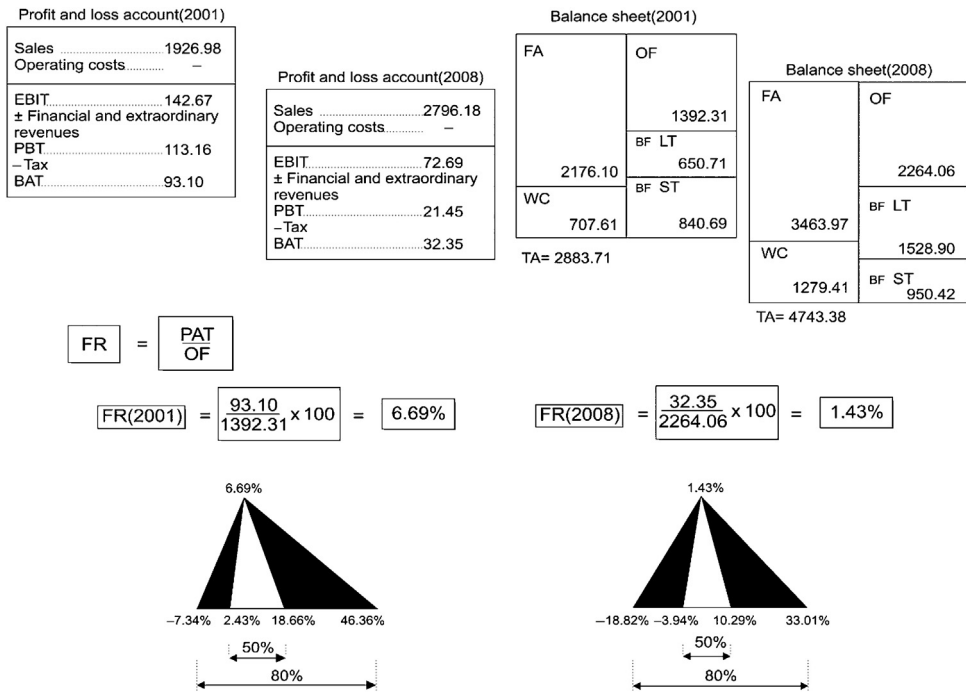 Profit and loss account(2001)
Sales 1926.98
Operating costs –
EBIT 142.67
± Financial and extraordinary
revenues
PBT 113.16
–Tax
BAT 93.10
Profit and loss account(2008)
Sales 2796.18
Operating costs –
EBIT 72.69
± Financial and extraordinary
revenues
PBT 21.45
–Tax
BAT 32.35
Balance sheet(2001)
FA
2176.10
WC
707.61
OF
1392.31
BF LT
650.71
BF ST
840.69
TA= 2883.71
Balance sheet(2008)
FA
3463.97
WC
1279.41
OF
2264.06
BF LT
1528.90
BF ST
950.42
TA= 4743.38
FR = PAT
OF
FR(2001) = 93.10
1392.31 x 100 = 6.69%
FR(2008) = 32.35
2264.06 x 100 = 1.43%
6.69%
–7.34% 2.43% 18.66% 46.36%
50%
80%
1.43%
–18.82% –3.94% 10.29% 33.01%
50%
80%